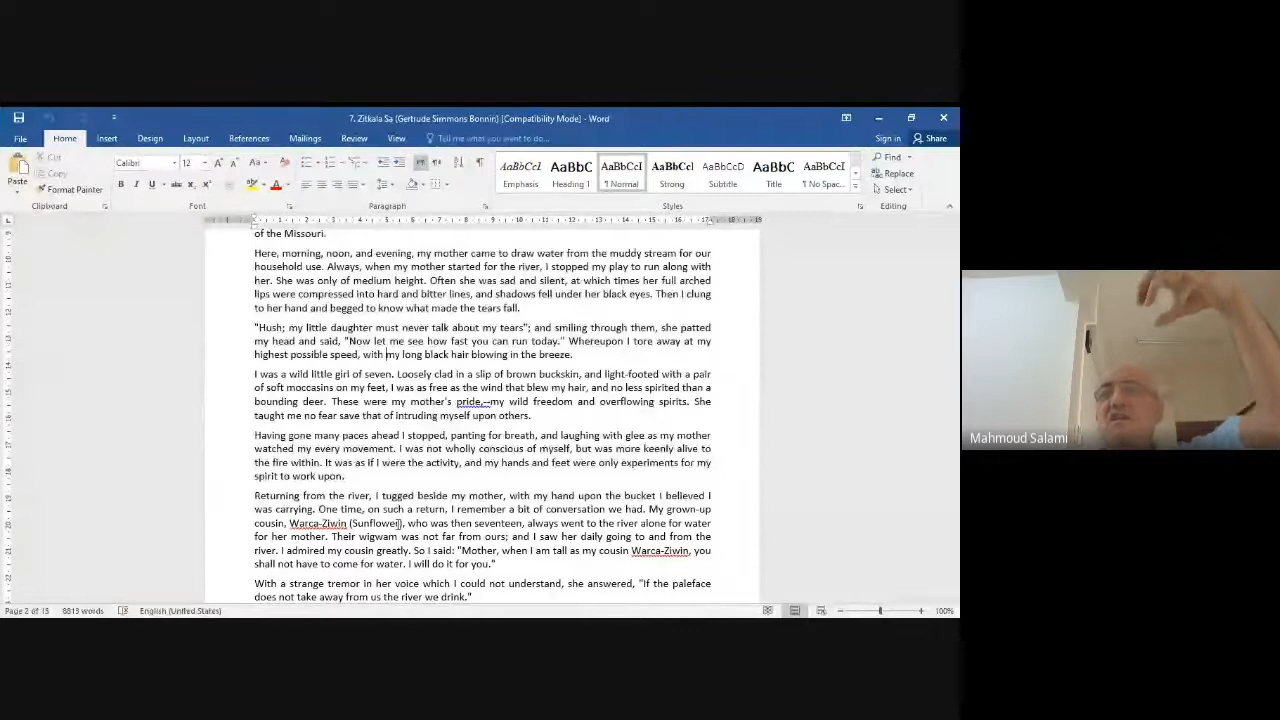 7. Zitkala Sa (Gertrude Simmons Bonnin) [Compatibility Mode] - Word
File Home Insert Design Layout References Mailings Review View Tell me what you want to do... Sign in Share
Paste Cut Copy Format Painter
Calibri 12
AaBbCcI AaBbC AaBbCcI AaBbCcI AaBbCcD AaBbC AaBbCcI
Emphasis Heading 1 ¶ Normal Strong Subtitle Title ¶ No Spac...
Find Replace Select
Clipboard Font Paragraph Styles Editing
of the Missouri.
Here, morning, noon, and evening, my mother came to draw water from the muddy stream for our
household use. Always, when my mother started for the river, I stopped my play to run along with
her. She was only of medium height. Often she was sad and silent, at which times her full arched
lips were compressed into hard and bitter lines, and shadows fell under her black eyes. Then I clung
to her hand and begged to know what made the tears fall.
"Hush; my little daughter must never talk about my tears"; and smiling through them, she patted
my head and said, "Now let me see how fast you can run today." Whereupon I tore away at my
highest possible speed, with my long black hair blowing in the breeze.
I was a wild little girl of seven. Loosely clad in a slip of brown buckskin, and light-footed with a pair
of soft moccasins on my feet, I was as free as the wind that blew my hair, and no less spirited than a
bounding deer. These were my mother's pride,--my wild freedom and overflowing spirits. She
taught me no fear save that of intruding myself upon others.
Having gone many paces ahead I stopped, panting for breath, and laughing with glee as my mother
watched my every movement. I was not wholly conscious of myself, but was more keenly alive to
the fire within. It was as if I were the activity, and my hands and feet were only experiments for my
spirit to work upon.
Returning from the river, I tugged beside my mother, with my hand upon the bucket I believed I
was carrying. One time, on such a return, I remember a bit of conversation we had. My grown-up
cousin, Warca-Ziwin (Sunflower), who was then seventeen, always went to the river alone for water
for her mother. Their wigwam was not far from ours; and I saw her daily going to and from the
river. I admired my cousin greatly. So I said: "Mother, when I am tall as my cousin Warca-Ziwin, you
shall not have to come for water. I will do it for you."
With a strange tremor in her voice which I could not understand, she answered, "If the paleface
does not take away from us the river we drink."
Page 2 of 15 8813 words English (United States) 100%
Mahmoud Salami